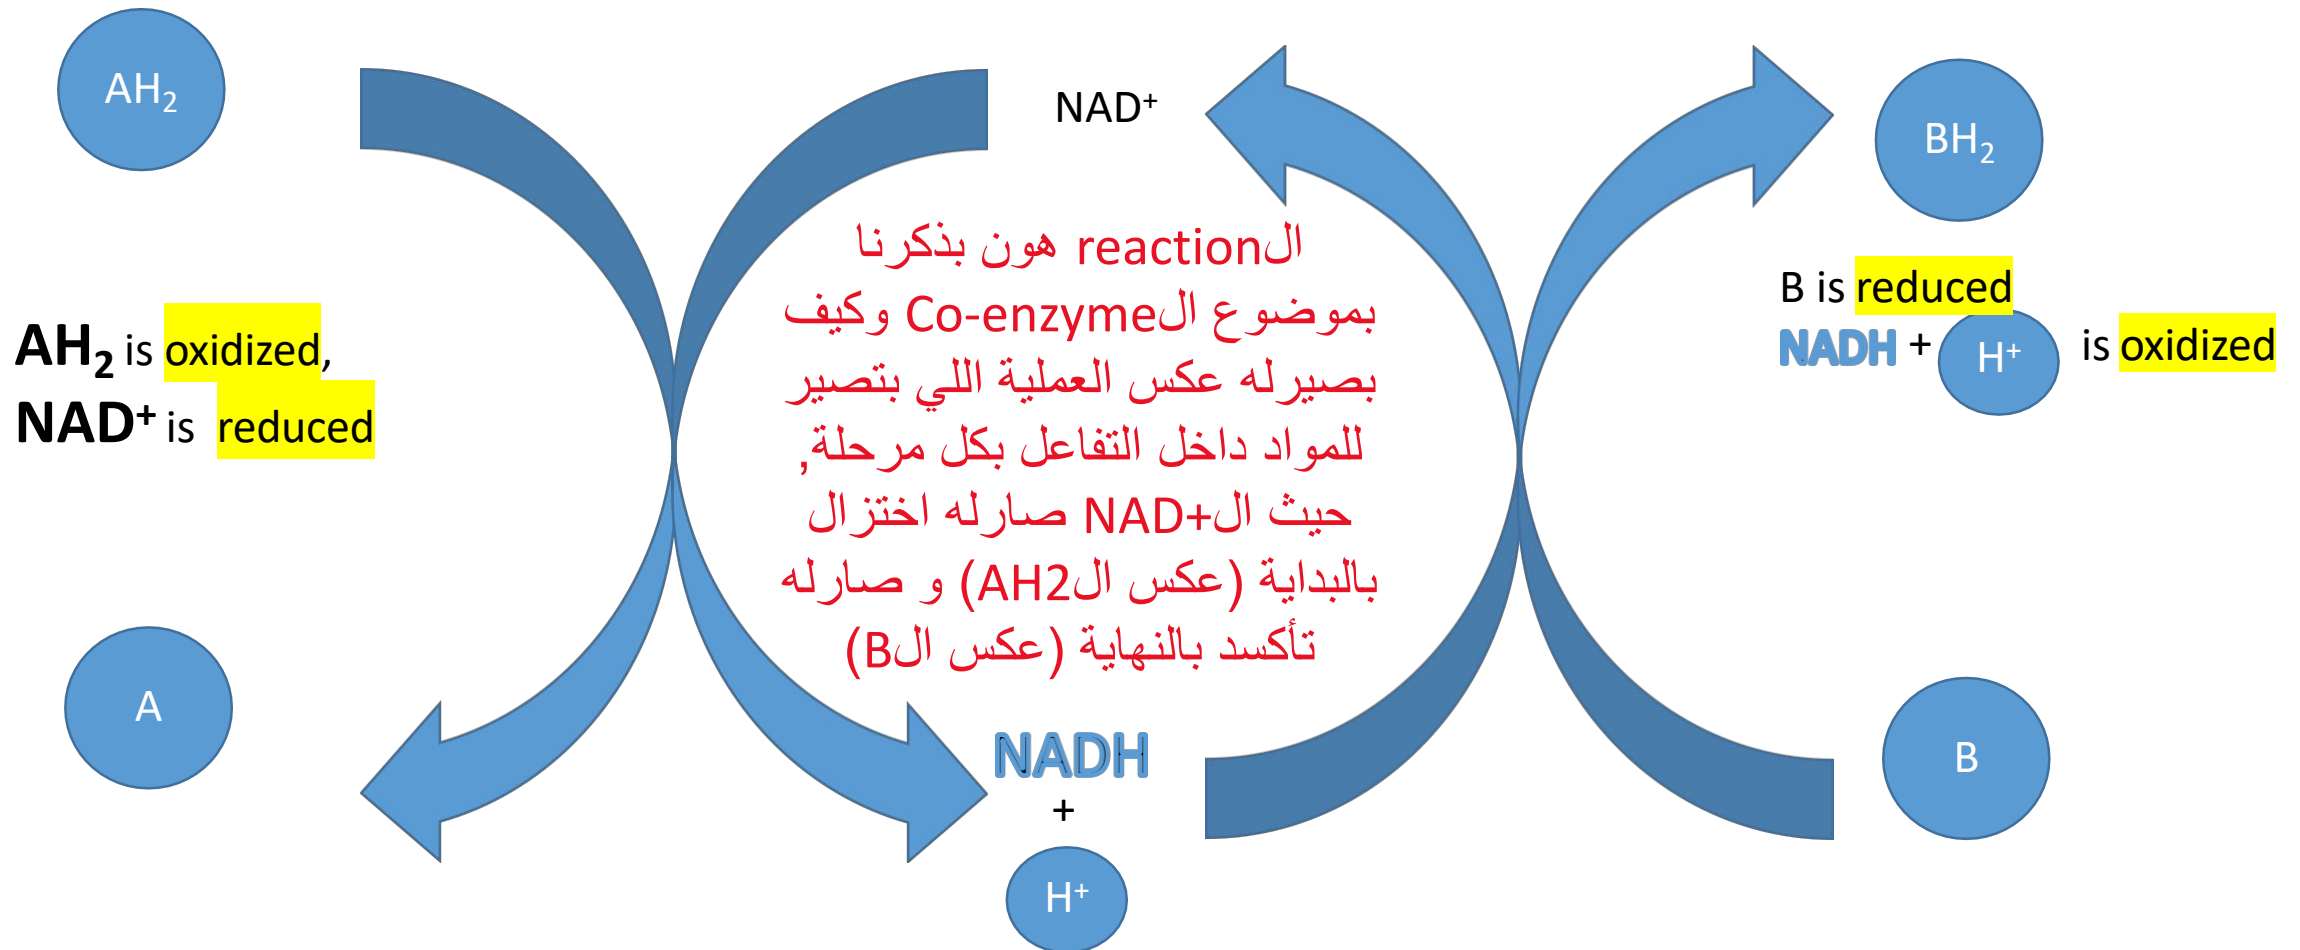 AH₂
NAD⁺
BH₂
AH₂ is oxidized,
NAD⁺ is reduced
الreaction هون بذكرنا
بموضوع الCo-enzyme وكيف
بصيرله عكس العملية اللي بتصير
للمواد داخل التفاعل بكل مرحلة,
حيث الNAD+ صارله اختزال
بالبداية (عكس الAH2) و صارله
تأكسد بالنهاية (عكس الB)
B is reduced
NADH + H⁺ is oxidized
A
NADH
+
H⁺
B